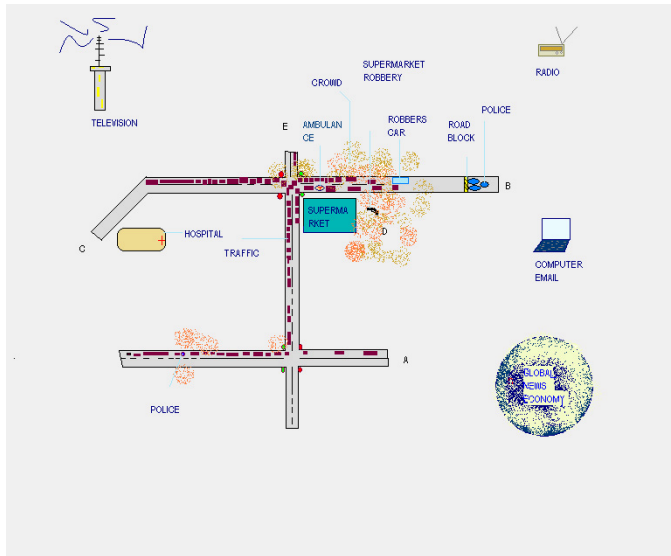 SUPERMARKET
ROBBERY
RADIO
CROWD
TELEVISION
AMBULAN
CE
ROBBERS
CAR
ROAD
BLOCK
POLICE
E
B
SUPERMA
RKET
D
C
HOSPITAL
TRAFFIC
COMPUTER
EMAIL
A
GLOBAL
NEWS
ECONOMY
POLICE